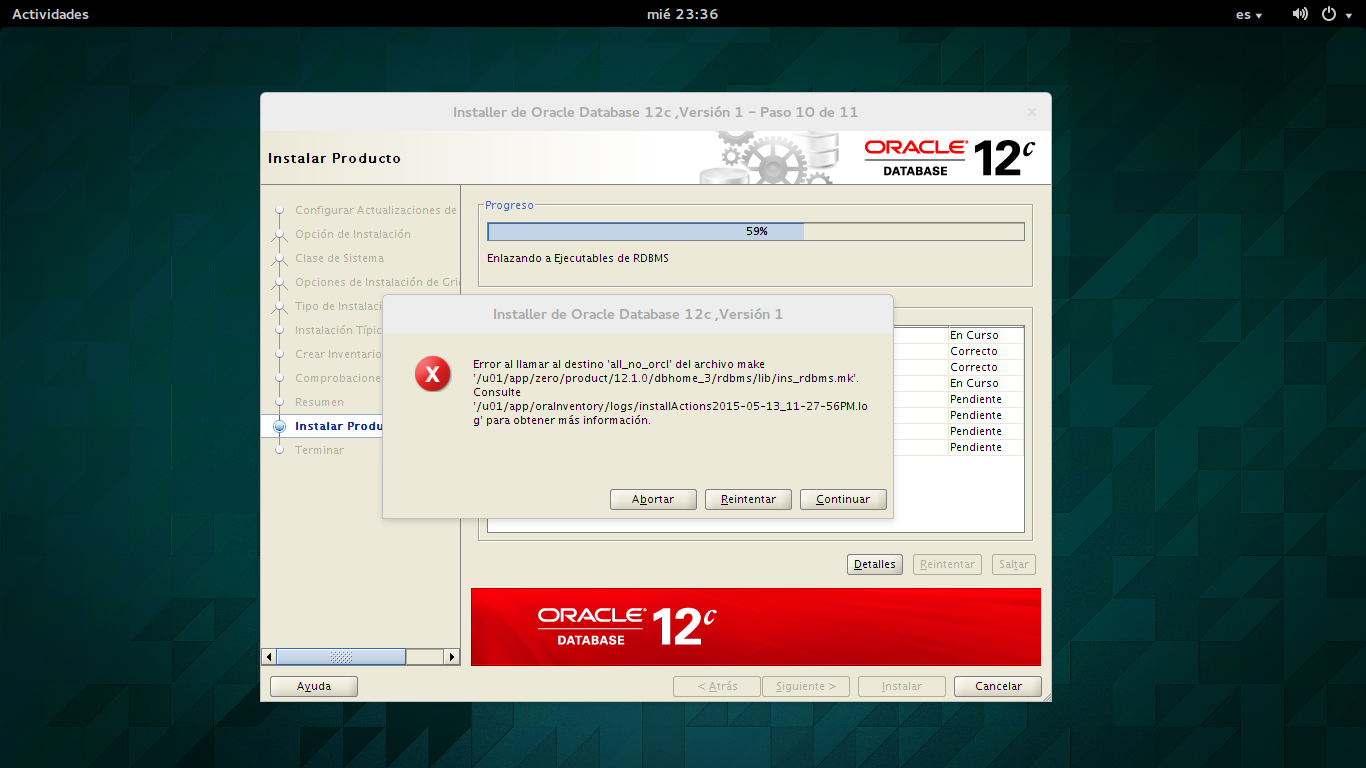 Actividades
mié 23:36
es
Installer de Oracle Database 12c ,Versión 1 – Paso 10 de 11
Instalar Producto
ORACLE
DATABASE
12c
Configurar Actualizaciones de
Opción de Instalación
Clase de Sistema
Opciones de Instalación de Gri
Tipo de Instalaci
Instalación Típic
Crear Inventario
Comprobacione
Resumen
Instalar Produ
Terminar
Progreso
59%
Enlazando a Ejecutables de RDBMS
En Curso
Correcto
Correcto
En Curso
Pendiente
Pendiente
Pendiente
Pendiente
Installer de Oracle Database 12c ,Versión 1
X
Error al llamar al destino 'all_no_orcl' del archivo make
'/u01/app/zero/product/12.1.0/dbhome_3/rdbms/lib/ins_rdbms.mk'.
Consulte
'/u01/app/oraInventory/logs/installActions2015-05-13_11-27-56PM.lo
g' para obtener más información.
Abortar
Reintentar
Continuar
Detalles
Reintentar
Saltar
ORACLE
DATABASE
12c
Ayuda
< Atrás
Siguiente >
Instalar
Cancelar